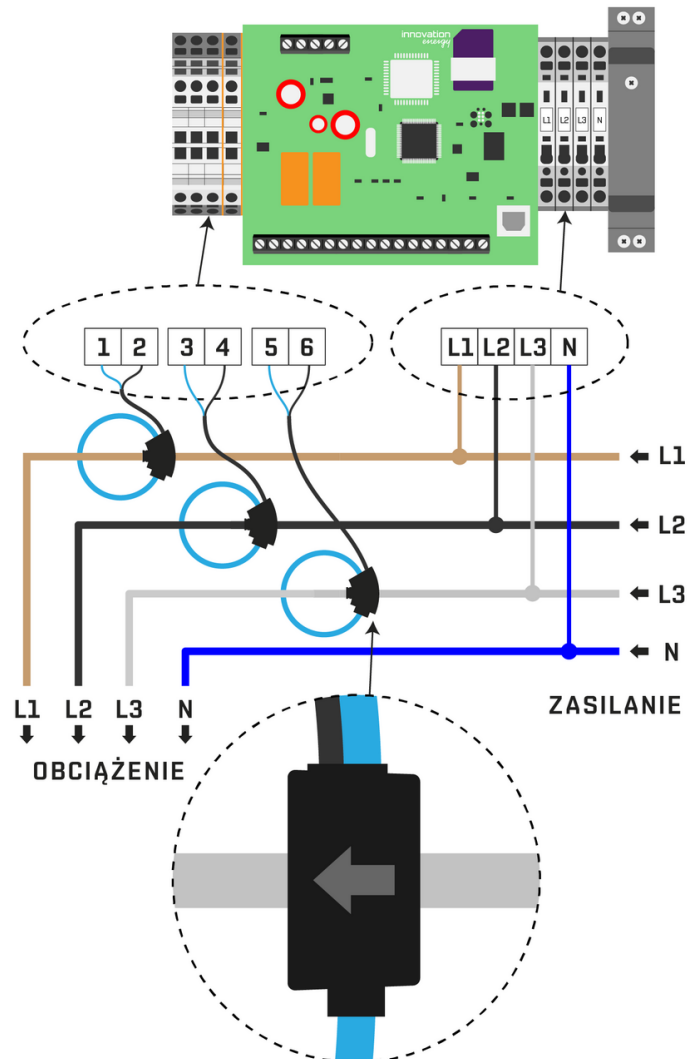 innovation
energy
L1 L2 L3 N
1 2 3 4 5 6
L1 L2 L3 N
L1
L2
L3
N
ZASILANIE
L1 L2 L3 N
OBCIĄŻENIE